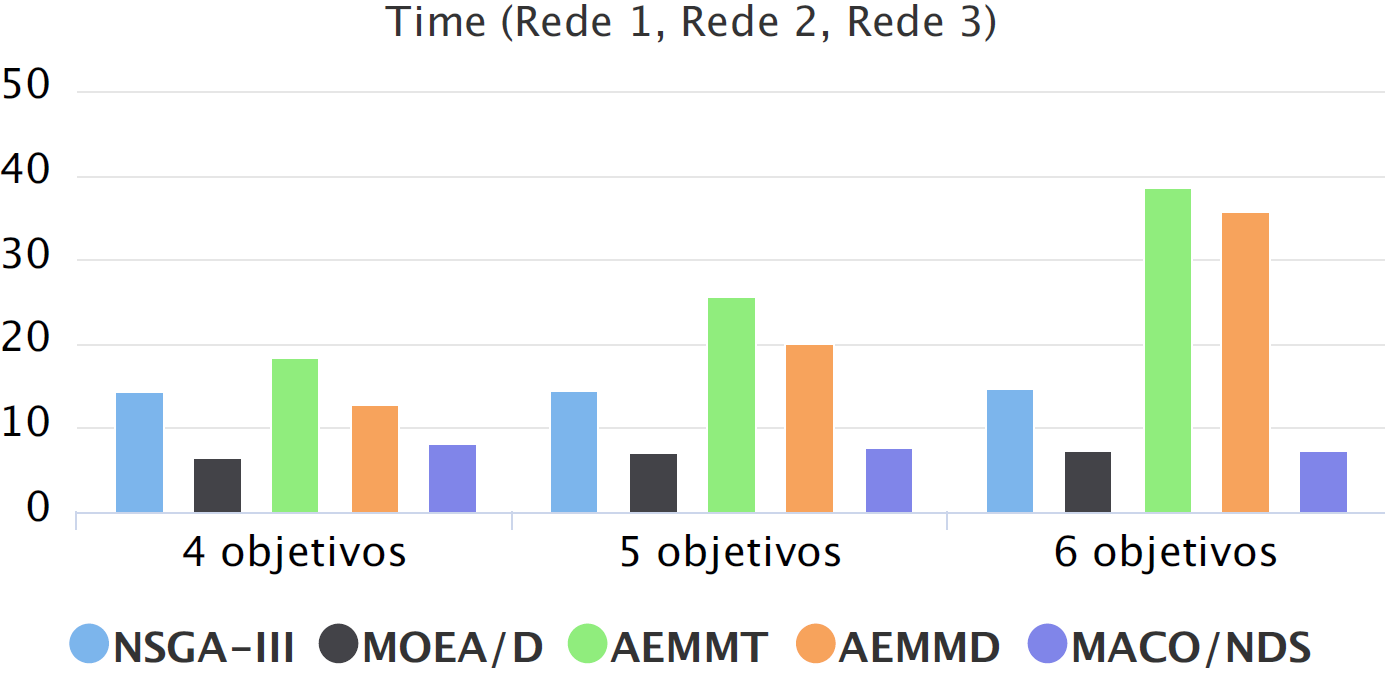 Time (Rede 1, Rede 2, Rede 3)
50
40
30
20
10
0
4 objetivos 5 objetivos 6 objetivos
NSGA-III MOEA/D AEMMT AEMMD MACO/NDS